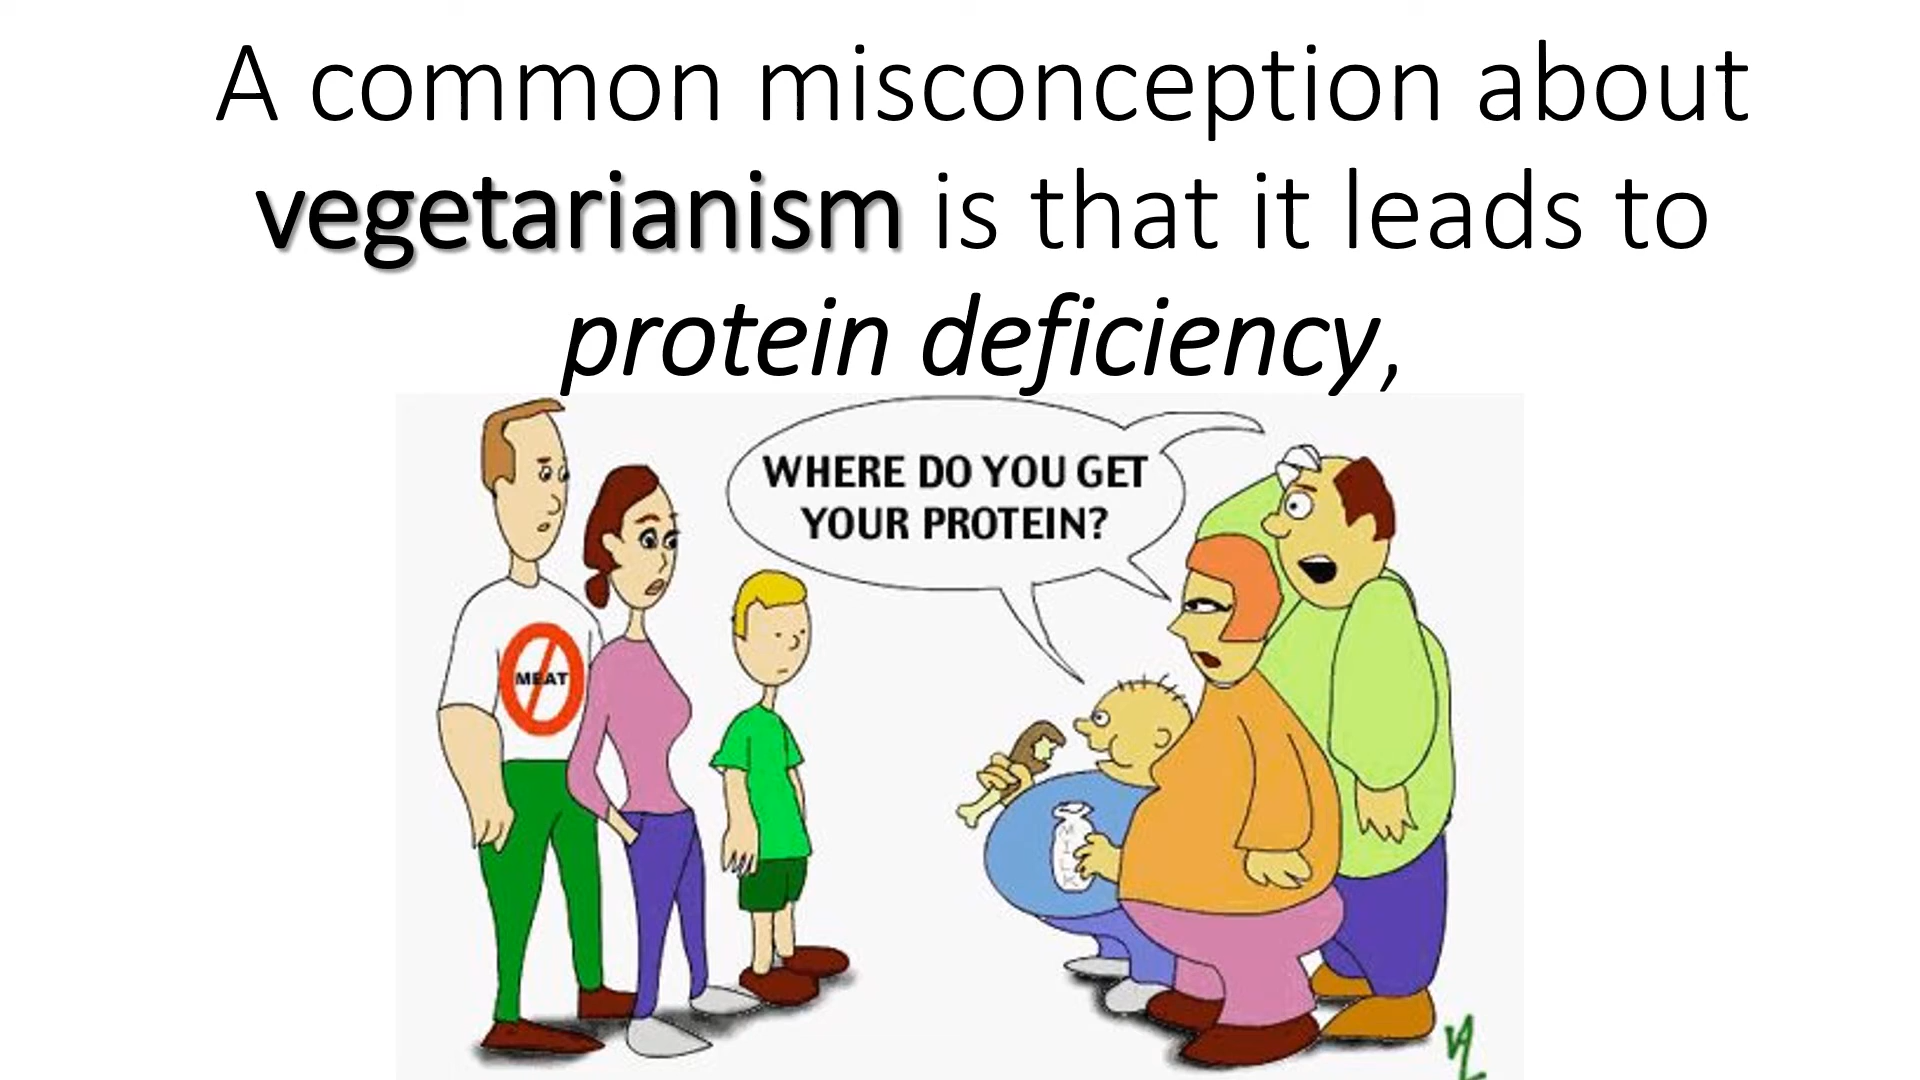 A common misconception about
vegetarianism is that it leads to
protein deficiency,
WHERE DO YOU GET
YOUR PROTEIN?
MEAT
MILK